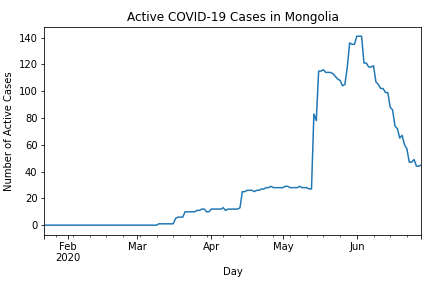 Active COVID-19 Cases in Mongolia
Number of Active Cases
140
120
100
80
60
40
20
0
Feb Mar Apr May Jun
2020
Day